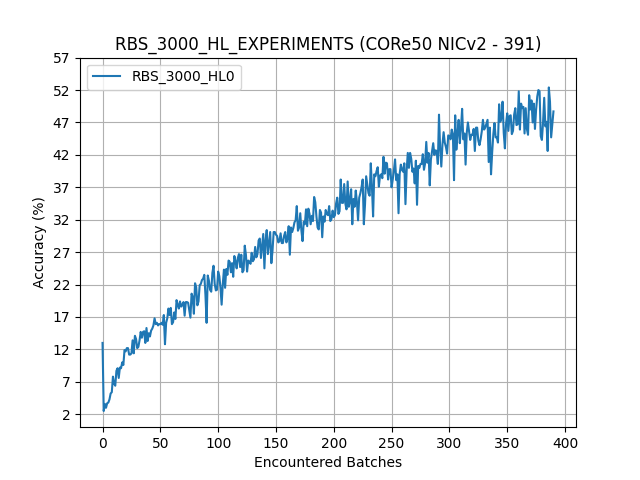 RBS_3000_HL_EXPERIMENTS (CORe50 NICv2 - 391)
RBS_3000_HL0
57
52
47
42
37
32
27
22
17
12
7
2
Accuracy (%)
0 50 100 150 200 250 300 350 400
Encountered Batches